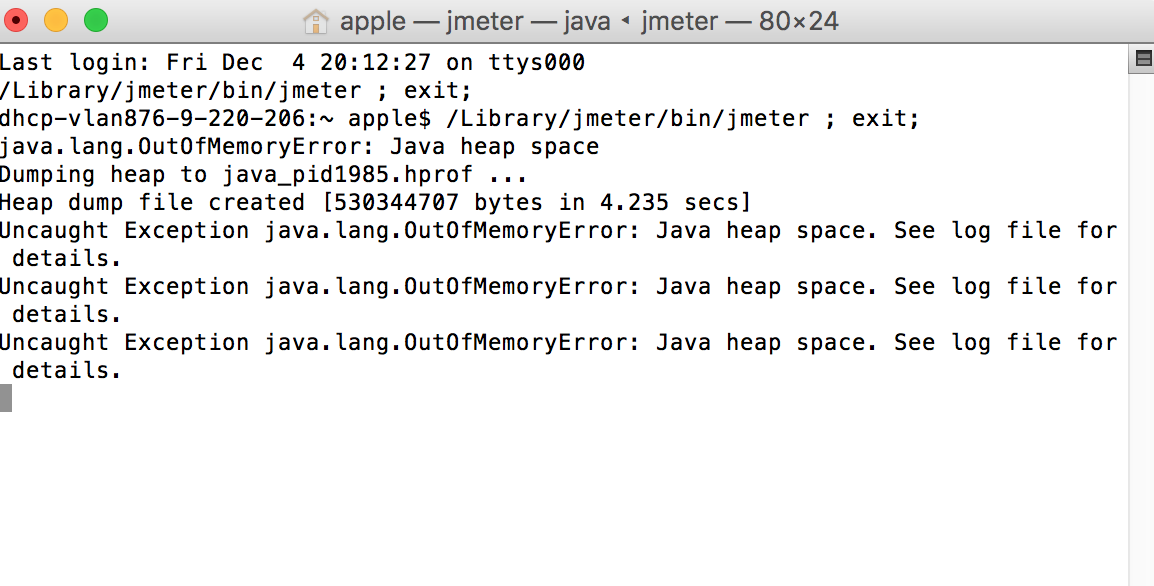 apple — jmeter — java ◂ jmeter — 80×24
Last login: Fri Dec  4 20:12:27 on ttys000
/Library/jmeter/bin/jmeter ; exit;
dhcp-vlan876-9-220-206:~ apple$ /Library/jmeter/bin/jmeter ; exit;
java.lang.OutOfMemoryError: Java heap space
Dumping heap to java_pid1985.hprof ...
Heap dump file created [530344707 bytes in 4.235 secs]
Uncaught Exception java.lang.OutOfMemoryError: Java heap space. See log file for
 details.
Uncaught Exception java.lang.OutOfMemoryError: Java heap space. See log file for
 details.
Uncaught Exception java.lang.OutOfMemoryError: Java heap space. See log file for
 details.